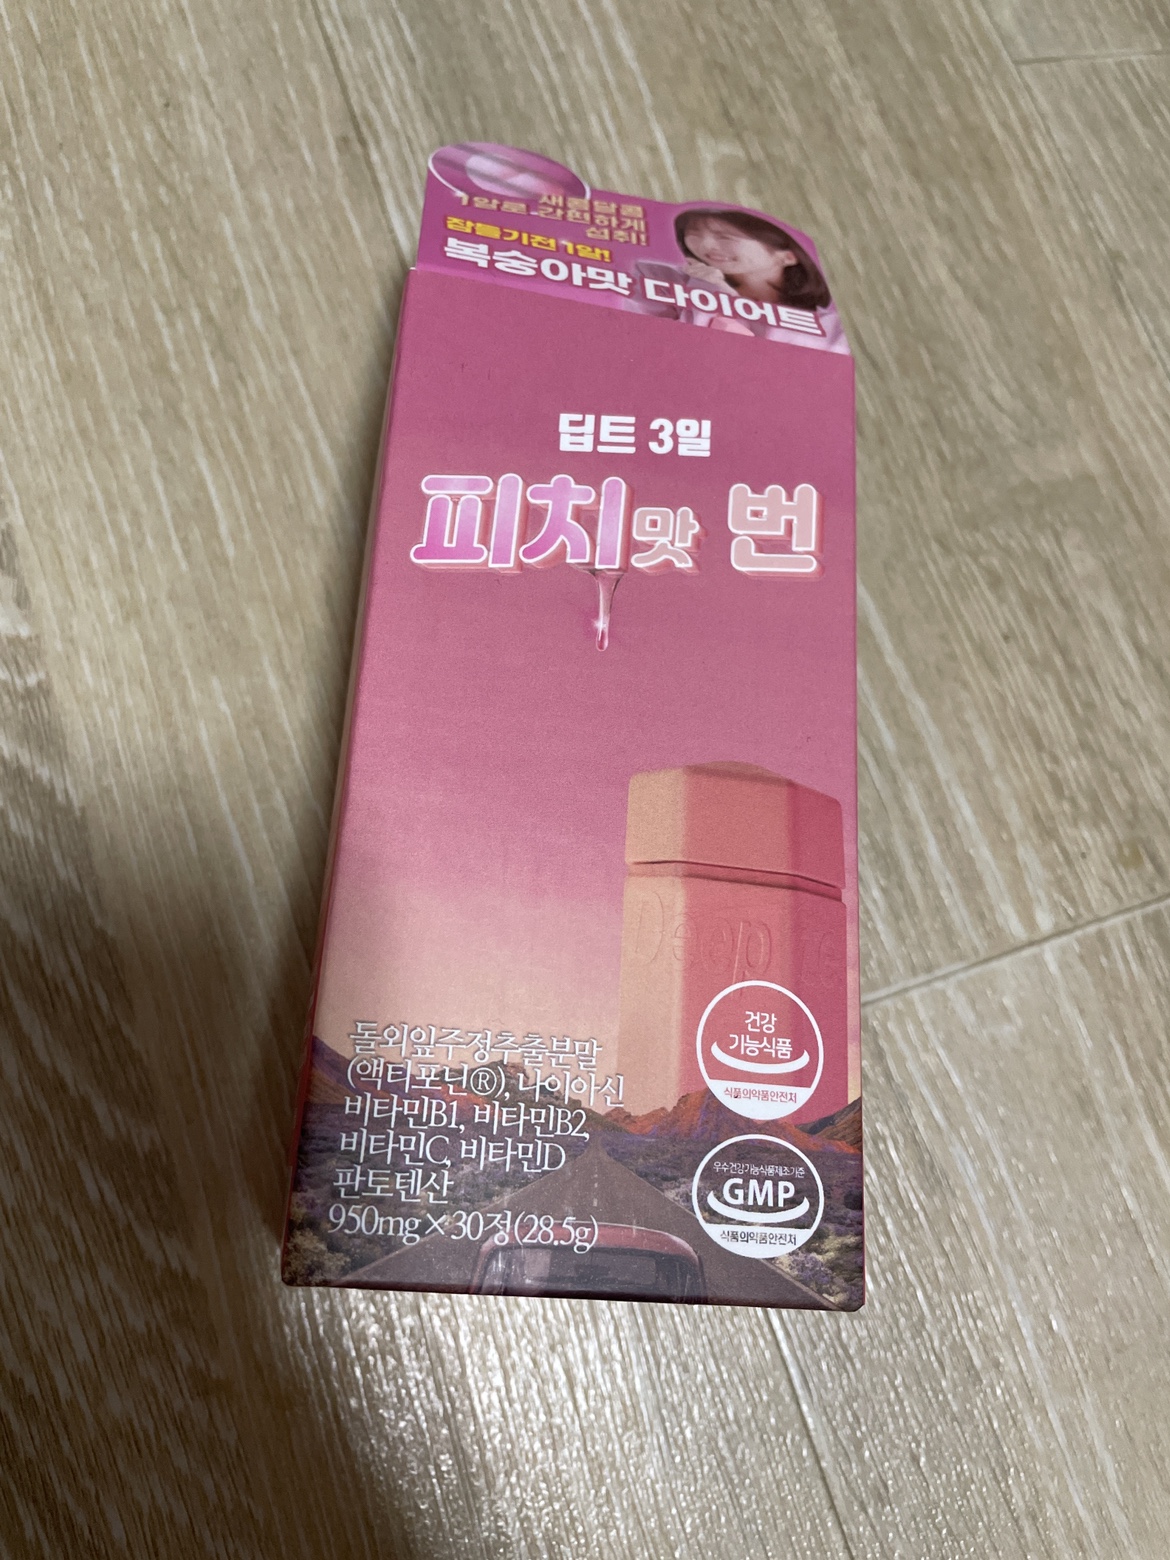 새콤달콤
1알로 간편하게
섭취!
잠들기전 1알!
복숭아맛 다이어트
딥트 3일
피치맛 번
Deep te
건강
기능식품
식품의약품안전처
돌외잎주정추출분말
(액티포닌®), 나이아신
비타민B1, 비타민B2,
비타민C, 비타민D
판토텐산
950mg × 30정(28.5g)
우수건강기능식품제조기준
GMP
식품의약품안전처